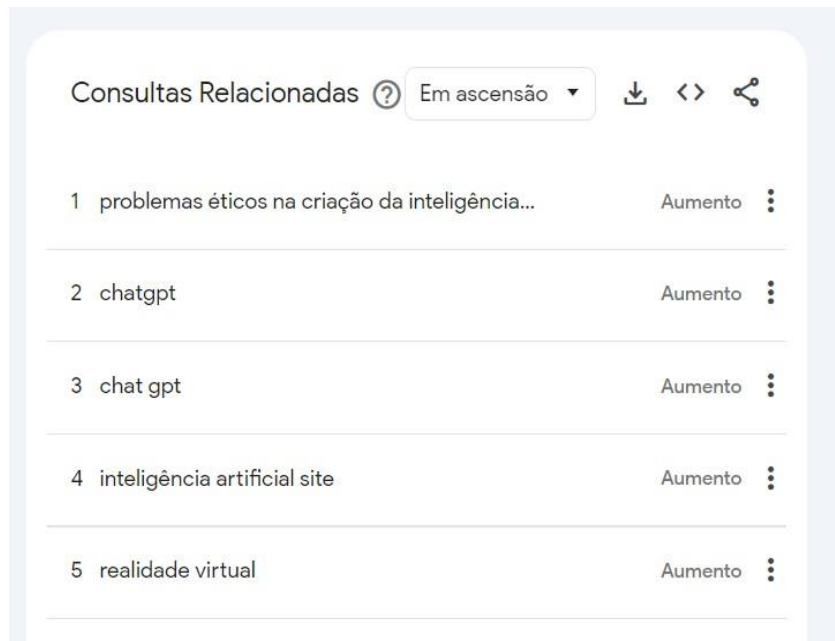 Consultas Relacionadas ? Em ascensão
1 problemas éticos na criação da inteligência... Aumento
2 chatgpt Aumento
3 chat gpt Aumento
4 inteligência artificial site Aumento
5 realidade virtual Aumento